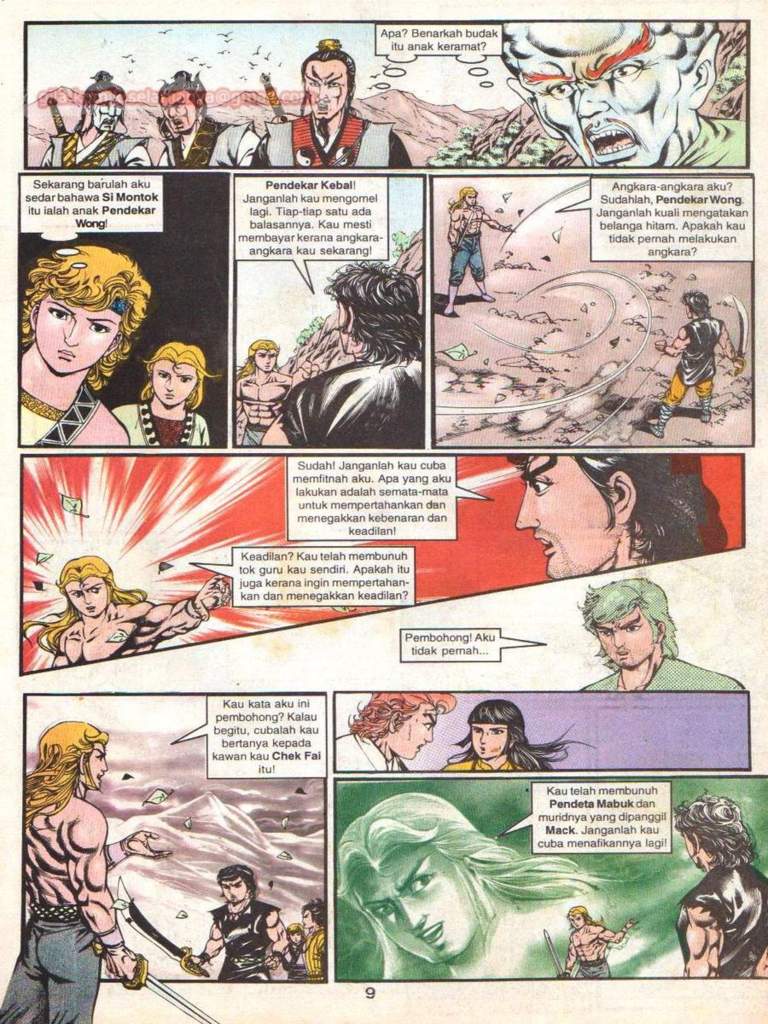 Apa? Benarkah budak
itu anak keramat?
Sekarang barulah aku
sedar bahawa Si Montok
itu ialah anak Pendekar
Wong!
Pendekar Kebal!
Janganlah kau mengomel
lagi. Tiap-tiap satu ada
balasannya. Kau mesti
membayar kerana angkara-
angkara kau sekarang!
Angkara-angkara aku?
Sudahlah, Pendekar Wong.
Janganlah kuali mengatakan
belanga hitam. Apakah kau
tidak pernah melakukan
angkara?
Sudah! Janganlah kau cuba
memfitnah aku. Apa yang aku
lakukan adalah semata-mata
untuk mempertahankan dan
menegakkan kebenaran dan
keadilan!
Keadilan? Kau telah membunuh
tok guru kau sendiri. Apakah itu
juga kerana ingin mempertahan-
kan dan menegakkan keadilan?
Pembohong! Aku
tidak pernah...
Kau kata aku ini
pembohong? Kalau
begitu, cubalah kau
bertanya kepada
kawan kau Chek Fai
itu!
Kau telah membunuh
Pendeta Mabuk dan
muridnya yang dipanggil
Mack. Janganlah kau
cuba menafikannya lagi!
9